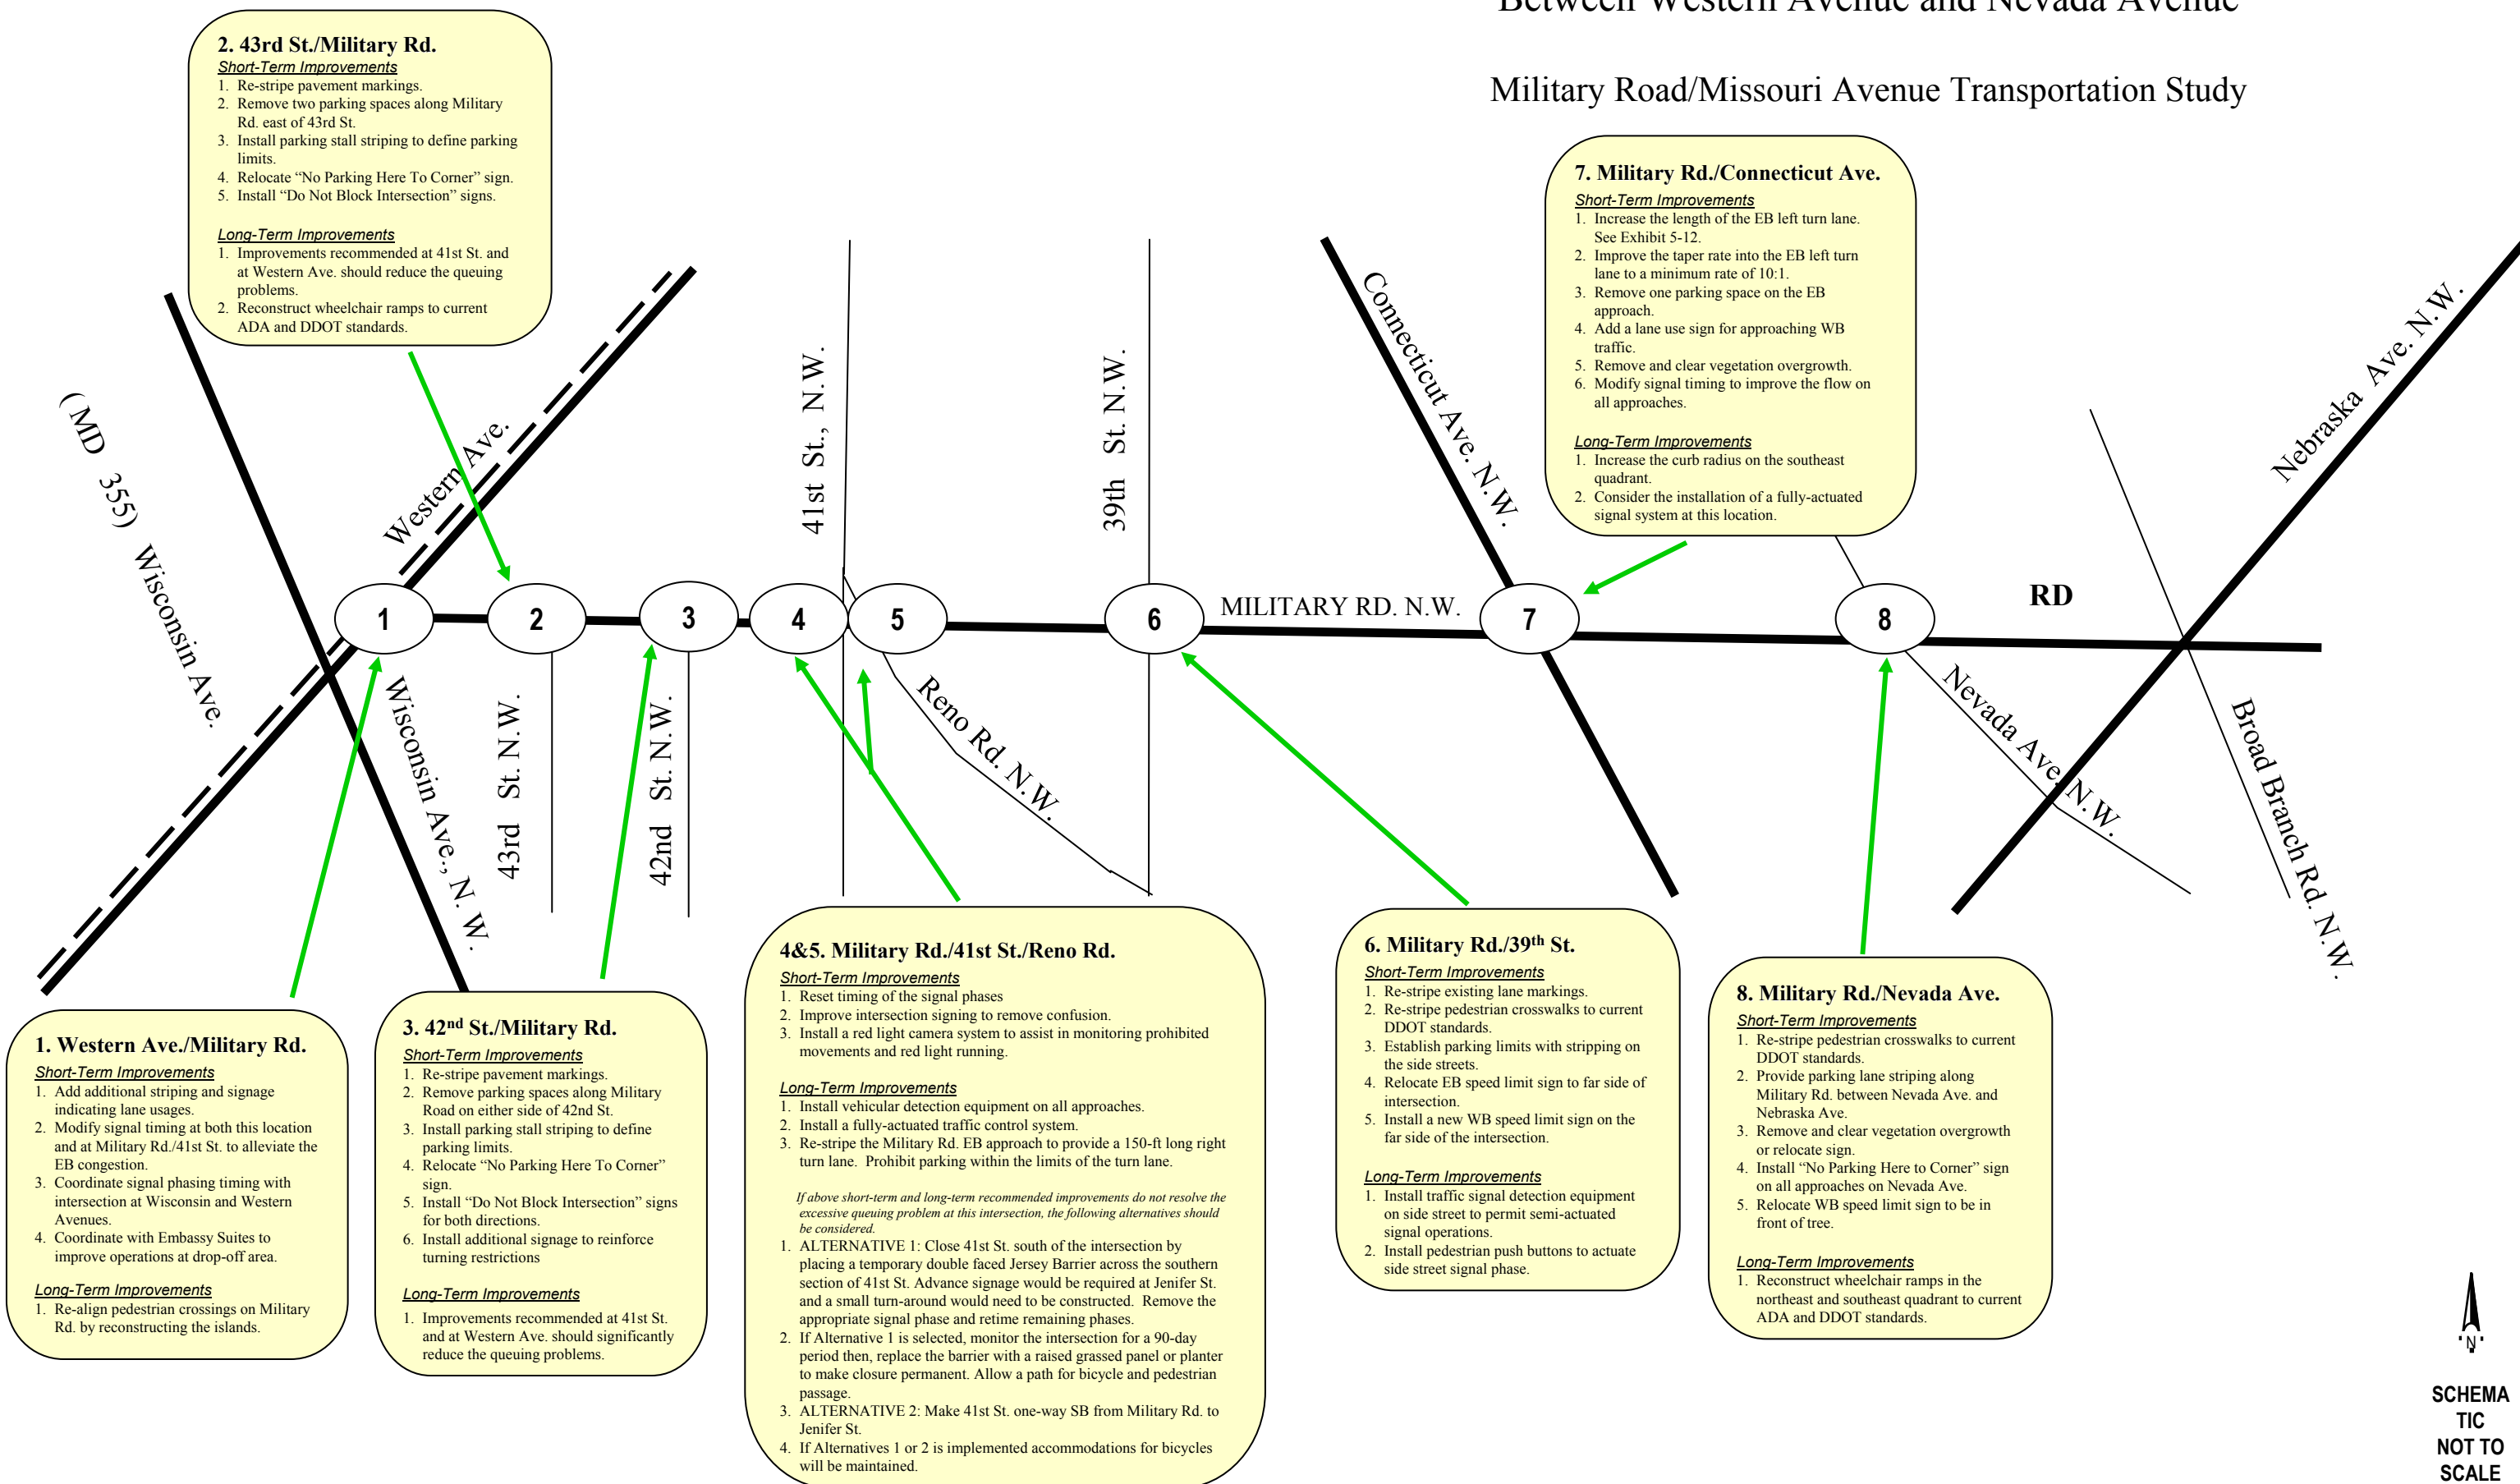 Between Western Avenue and Nevada Avenue
Military Road/Missouri Avenue Transportation Study
2. 43rd St./Military Rd.
Short-Term Improvements
1. Re-stripe pavement markings.
2. Remove two parking spaces along Military
Rd. east of 43rd St.
3. Install parking stall striping to define parking
limits.
4. Relocate “No Parking Here To Corner” sign.
5. Install “Do Not Block Intersection” signs.
Long-Term Improvements
1. Improvements recommended at 41st St. and
at Western Ave. should reduce the queuing
problems.
2. Reconstruct wheelchair ramps to current
ADA and DDOT standards.
7. Military Rd./Connecticut Ave.
Short-Term Improvements
1. Increase the length of the EB left turn lane.
See Exhibit 5-12.
2. Improve the taper rate into the EB left turn
lane to a minimum rate of 10:1.
3. Remove one parking space on the EB
approach.
4. Add a lane use sign for approaching WB
traffic.
5. Remove and clear vegetation overgrowth.
6. Modify signal timing to improve the flow on
all approaches.
Long-Term Improvements
1. Increase the curb radius on the southeast
quadrant.
2. Consider the installation of a fully-actuated
signal system at this location.
(MD 355) Wisconsin Ave.
Western Ave.
41st St., N.W.
39th St. N.W.
Connecticut Ave. N.W.
Nebraska Ave. N.W.
1
2
3
4
5
6
MILITARY RD. N.W.
7
8
RD
Wisconsin Ave., N. W.
43rd St. N.W.
42nd St. N.W.
Reno Rd. N.W.
Nevada Ave. N.W.
Broad Branch Rd. N.W.
1. Western Ave./Military Rd.
Short-Term Improvements
1. Add additional striping and signage
indicating lane usages.
2. Modify signal timing at both this location
and at Military Rd./41st St. to alleviate the
EB congestion.
3. Coordinate signal phasing timing with
intersection at Wisconsin and Western
Avenues.
4. Coordinate with Embassy Suites to
improve operations at drop-off area.
Long-Term Improvements
1. Re-align pedestrian crossings on Military
Rd. by reconstructing the islands.
3. 42nd St./Military Rd.
Short-Term Improvements
1. Re-stripe pavement markings.
2. Remove parking spaces along Military
Road on either side of 42nd St.
3. Install parking stall striping to define
parking limits.
4. Relocate “No Parking Here To Corner”
sign.
5. Install “Do Not Block Intersection” signs
for both directions.
6. Install additional signage to reinforce
turning restrictions
Long-Term Improvements
1. Improvements recommended at 41st St.
and at Western Ave. should significantly
reduce the queuing problems.
4&5. Military Rd./41st St./Reno Rd.
Short-Term Improvements
1. Reset timing of the signal phases
2. Improve intersection signing to remove confusion.
3. Install a red light camera system to assist in monitoring prohibited
movements and red light running.
Long-Term Improvements
1. Install vehicular detection equipment on all approaches.
2. Install a fully-actuated traffic control system.
3. Re-stripe the Military Rd. EB approach to provide a 150-ft long right
turn lane. Prohibit parking within the limits of the turn lane.
If above short-term and long-term recommended improvements do not resolve the
excessive queuing problem at this intersection, the following alternatives should
be considered.
1. ALTERNATIVE 1: Close 41st St. south of the intersection by
placing a temporary double faced Jersey Barrier across the southern
section of 41st St. Advance signage would be required at Jenifer St.
and a small turn-around would need to be constructed. Remove the
appropriate signal phase and retime remaining phases.
2. If Alternative 1 is selected, monitor the intersection for a 90-day
period then, replace the barrier with a raised grassed panel or planter
to make closure permanent. Allow a path for bicycle and pedestrian
passage.
3. ALTERNATIVE 2: Make 41st St. one-way SB from Military Rd. to
Jenifer St.
4. If Alternatives 1 or 2 is implemented accommodations for bicycles
will be maintained.
6. Military Rd./39th St.
Short-Term Improvements
1. Re-stripe existing lane markings.
2. Re-stripe pedestrian crosswalks to current
DDOT standards.
3. Establish parking limits with stripping on
the side streets.
4. Relocate EB speed limit sign to far side of
intersection.
5. Install a new WB speed limit sign on the
far side of the intersection.
Long-Term Improvements
1. Install traffic signal detection equipment
on side street to permit semi-actuated
signal operations.
2. Install pedestrian push buttons to actuate
side street signal phase.
8. Military Rd./Nevada Ave.
Short-Term Improvements
1. Re-stripe pedestrian crosswalks to current
DDOT standards.
2. Provide parking lane striping along
Military Rd. between Nevada Ave. and
Nebraska Ave.
3. Remove and clear vegetation overgrowth
or relocate sign.
4. Install “No Parking Here to Corner” sign
on all approaches on Nevada Ave.
5. Relocate WB speed limit sign to be in
front of tree.
Long-Term Improvements
1. Reconstruct wheelchair ramps in the
northeast and southeast quadrant to current
ADA and DDOT standards.
N
SCHEMA
TIC
NOT TO
SCALE